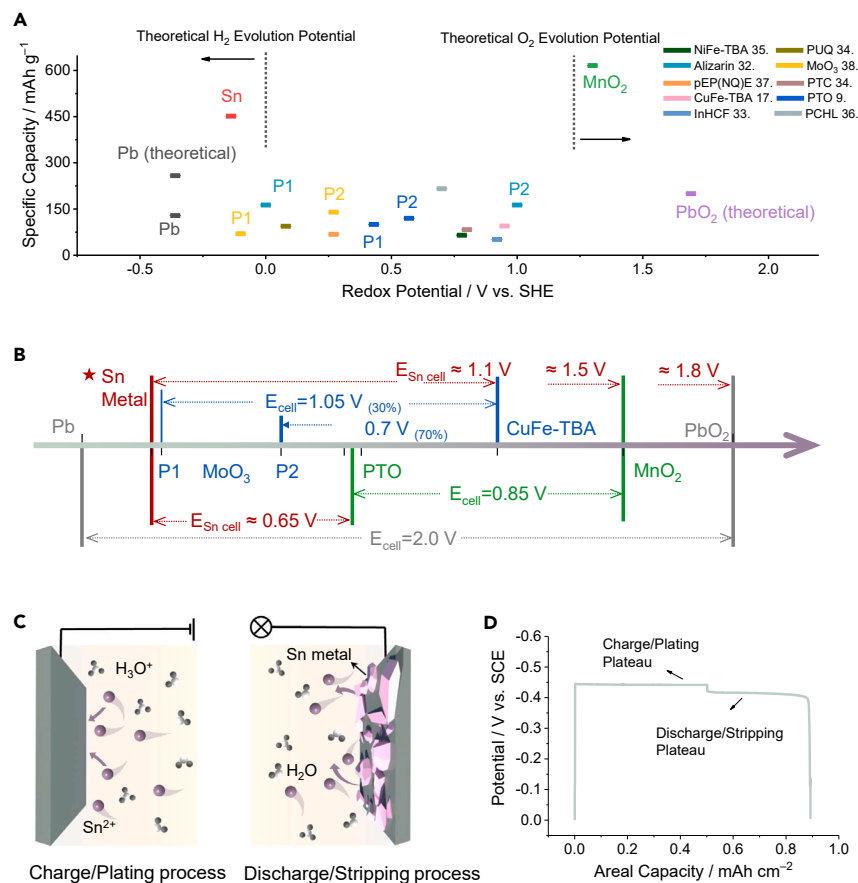 A
Theoretical H2 Evolution Potential
Theoretical O2 Evolution Potential
Specific Capacity / mAh g−1
600
450
300
150
0
Sn
Pb (theoretical)
Pb
P1
P1
P2
P1
P2
P2
MnO2
PbO2 (theoretical)
NiFe-TBA 35.
Alizarin 32.
pEP(NQ)E 37.
CuFe-TBA 17.
InHCF 33.
PUQ 34.
MoO3 38.
PTC 34.
PTO 9.
PCHL 36.
-0.5
0.0
0.5
1.0
1.5
2.0
Redox Potential / V vs. SHE
B
★ Sn
Metal
ESn cell ≈ 1.1 V
≈ 1.5 V
≈ 1.8 V
Ecell=1.05 V (30%)
0.7 V (70%)
Pb
CuFe-TBA
PbO2
P1
MoO3
P2
PTO
MnO2
Ecell=0.85 V
ESn cell ≈ 0.65 V
Ecell=2.0 V
C
H3O+
Sn2+
Charge/Plating process
Sn metal
H2O
Discharge/Stripping process
D
Potential / V vs. SCE
-0.6
-0.5
-0.4
-0.3
-0.2
-0.1
0.0
Charge/Plating
Plateau
Discharge/Stripping
Plateau
0.0
0.2
0.4
0.6
0.8
1.0
Areal Capacity / mAh cm−2